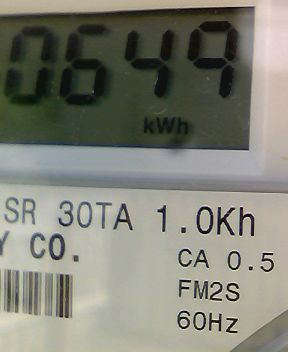 0649
kWh
SR 30TA 1.0Kh
Y CO.
CA 0.5
FM2S
60Hz